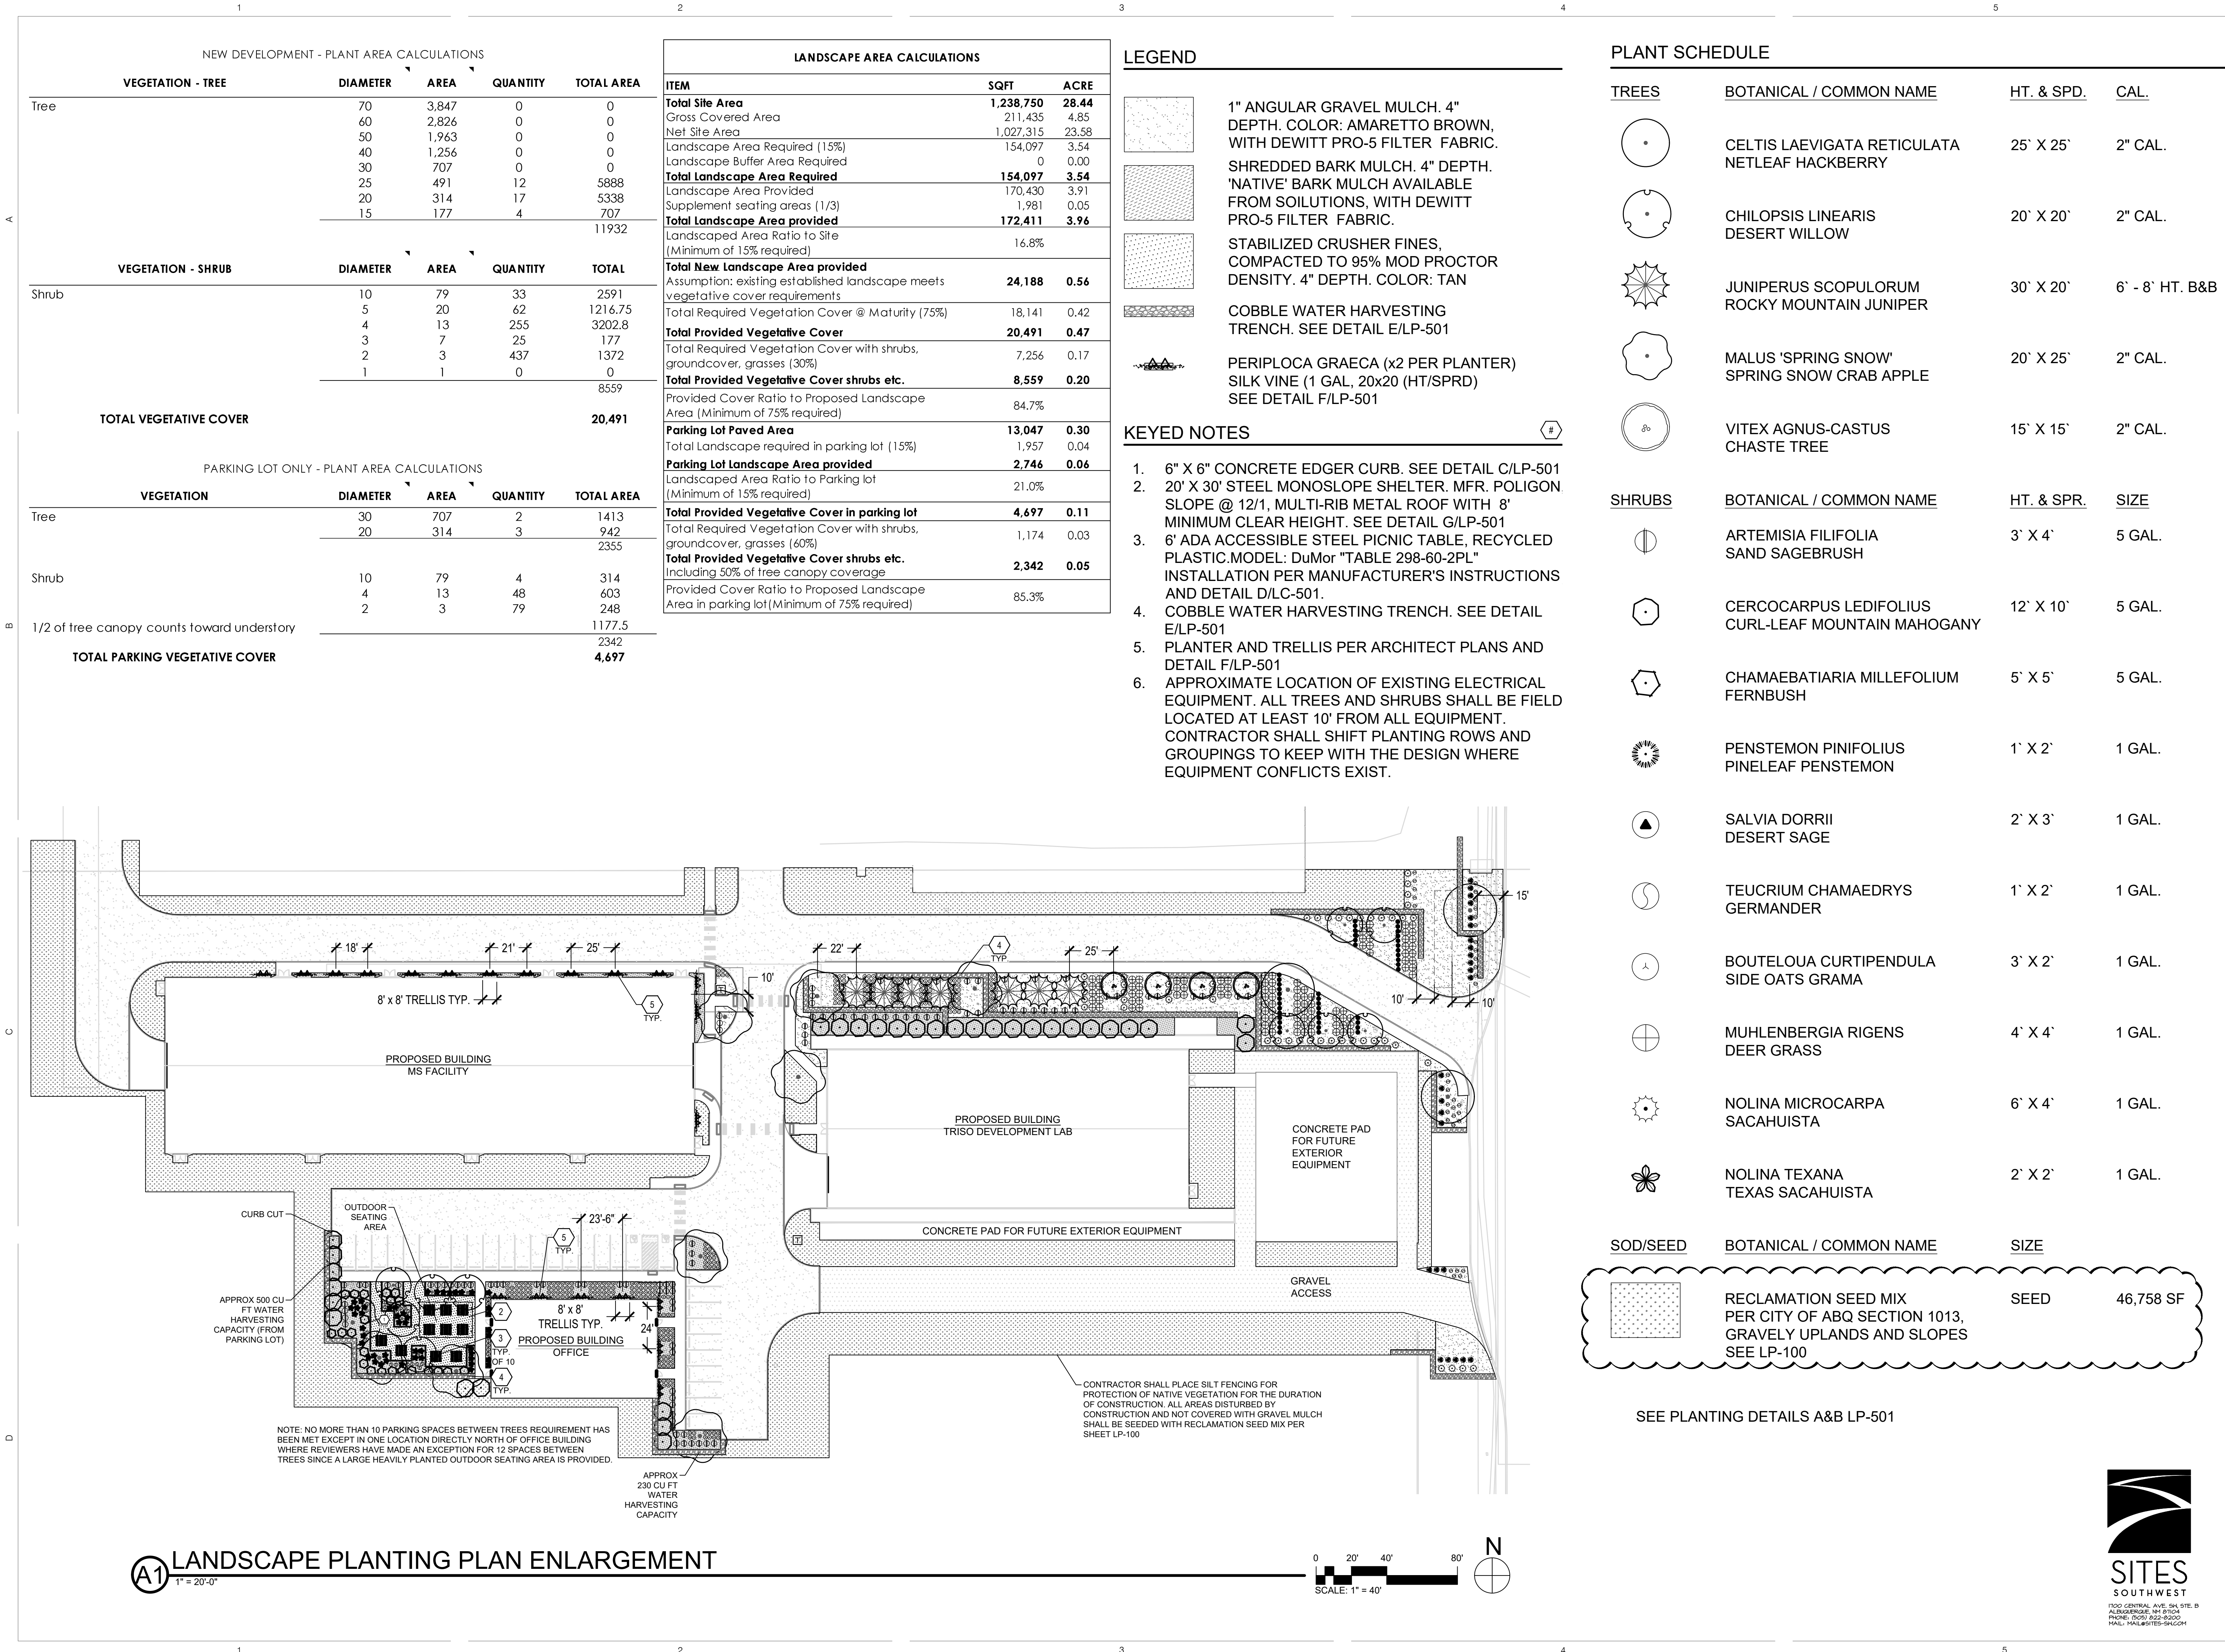 1 2 3 4 5
NEW DEVELOPMENT - PLANT AREA CALCULATIONS
VEGETATION - TREE DIAMETER AREA QUANTITY TOTAL AREA
Tree 70 3,847 0 0
60 2,826 0 0
50 1,963 0 0
40 1,256 0 0
30 707 0 0
25 491 12 5888
20 314 17 5338
15 177 4 707
11932
VEGETATION - SHRUB DIAMETER AREA QUANTITY TOTAL
Shrub 10 79 33 2591
5 20 62 1216.75
4 13 255 3202.8
3 7 25 177
2 3 437 1372
1 1 0 0
8559
TOTAL VEGETATIVE COVER 20,491
PARKING LOT ONLY - PLANT AREA CALCULATIONS
VEGETATION DIAMETER AREA QUANTITY TOTAL AREA
Tree 30 707 2 1413
20 314 3 942
2355
Shrub 10 79 4 314
4 13 48 603
2 3 79 248
1/2 of tree canopy counts toward understory 1177.5
2342
TOTAL PARKING VEGETATIVE COVER 4,697
LANDSCAPE AREA CALCULATIONS
ITEM SQFT ACRE
Total Site Area 1,238,750 28.44
Gross Covered Area 211,435 4.85
Net Site Area 1,027,315 23.58
Landscape Area Required (15%) 154,097 3.54
Landscape Buffer Area Required 0 0.00
Total Landscape Area Required 154,097 3.54
Landscape Area Provided 170,430 3.91
Supplement seating areas (1/3) 1,981 0.05
Total Landscape Area provided 172,411 3.96
Landscaped Area Ratio to Site
(Minimum of 15% required) 16.8%
Total New Landscape Area provided
Assumption: existing established landscape meets 24,188 0.56
vegetative cover requirements
Total Required Vegetation Cover @ Maturity (75%) 18,141 0.42
Total Provided Vegetative Cover 20,491 0.47
Total Required Vegetation Cover with shrubs,
groundcover, grasses (30%) 7,256 0.17
Total Provided Vegetative Cover shrubs etc. 8,559 0.20
Provided Cover Ratio to Proposed Landscape
Area (Minimum of 75% required) 84.7%
Parking Lot Paved Area 13,047 0.30
Total Landscape required in parking lot (15%) 1,957 0.04
Parking Lot Landscape Area provided 2,746 0.06
Landscaped Area Ratio to Parking lot
(Minimum of 15% required) 21.0%
Total Provided Vegetative Cover in parking lot 4,697 0.11
Total Required Vegetation Cover with shrubs,
groundcover, grasses (60%) 1,174 0.03
Total Provided Vegetative Cover shrubs etc.
Including 50% of tree canopy coverage 2,342 0.05
Provided Cover Ratio to Proposed Landscape
Area in parking lot(Minimum of 75% required) 85.3%
LEGEND
1" ANGULAR GRAVEL MULCH. 4"
DEPTH. COLOR: AMARETTO BROWN,
WITH DEWITT PRO-5 FILTER FABRIC.
SHREDDED BARK MULCH. 4" DEPTH.
'NATIVE' BARK MULCH AVAILABLE
FROM SOILUTIONS, WITH DEWITT
PRO-5 FILTER FABRIC.
STABILIZED CRUSHER FINES,
COMPACTED TO 95% MOD PROCTOR
DENSITY. 4" DEPTH. COLOR: TAN
COBBLE WATER HARVESTING
TRENCH. SEE DETAIL E/LP-501
PERIPLOCA GRAECA (x2 PER PLANTER)
SILK VINE (1 GAL, 20x20 (HT/SPRD)
SEE DETAIL F/LP-501
KEYED NOTES #
1. 6" X 6" CONCRETE EDGER CURB. SEE DETAIL C/LP-501
2. 20' X 30' STEEL MONOSLOPE SHELTER. MFR. POLIGON.
SLOPE @ 12/1, MULTI-RIB METAL ROOF WITH 8'
MINIMUM CLEAR HEIGHT. SEE DETAIL G/LP-501
3. 6' ADA ACCESSIBLE STEEL PICNIC TABLE, RECYCLED
PLASTIC.MODEL: DuMor "TABLE 298-60-2PL"
INSTALLATION PER MANUFACTURER'S INSTRUCTIONS
AND DETAIL D/LC-501.
4. COBBLE WATER HARVESTING TRENCH. SEE DETAIL
E/LP-501
5. PLANTER AND TRELLIS PER ARCHITECT PLANS AND
DETAIL F/LP-501
6. APPROXIMATE LOCATION OF EXISTING ELECTRICAL
EQUIPMENT. ALL TREES AND SHRUBS SHALL BE FIELD
LOCATED AT LEAST 10' FROM ALL EQUIPMENT.
CONTRACTOR SHALL SHIFT PLANTING ROWS AND
GROUPINGS TO KEEP WITH THE DESIGN WHERE
EQUIPMENT CONFLICTS EXIST.
PLANT SCHEDULE
TREES BOTANICAL / COMMON NAME HT. & SPD. CAL.
CELTIS LAEVIGATA RETICULATA 25` X 25` 2" CAL.
NETLEAF HACKBERRY
CHILOPSIS LINEARIS 20` X 20` 2" CAL.
DESERT WILLOW
JUNIPERUS SCOPULORUM 30` X 20` 6` - 8` HT. B&B
ROCKY MOUNTAIN JUNIPER
MALUS 'SPRING SNOW' 20` X 25` 2" CAL.
SPRING SNOW CRAB APPLE
VITEX AGNUS-CASTUS 15` X 15` 2" CAL.
CHASTE TREE
SHRUBS BOTANICAL / COMMON NAME HT. & SPR. SIZE
ARTEMISIA FILIFOLIA 3` X 4` 5 GAL.
SAND SAGEBRUSH
CERCOCARPUS LEDIFOLIUS 12` X 10` 5 GAL.
CURL-LEAF MOUNTAIN MAHOGANY
CHAMAEBATIARIA MILLEFOLIUM 5` X 5` 5 GAL.
FERNBUSH
PENSTEMON PINIFOLIUS 1` X 2` 1 GAL.
PINELEAF PENSTEMON
SALVIA DORRII 2` X 3` 1 GAL.
DESERT SAGE
TEUCRIUM CHAMAEDRYS 1` X 2` 1 GAL.
GERMANDER
BOUTELOUA CURTIPENDULA 3` X 2` 1 GAL.
SIDE OATS GRAMA
MUHLENBERGIA RIGENS 4` X 4` 1 GAL.
DEER GRASS
NOLINA MICROCARPA 6` X 4` 1 GAL.
SACAHUISTA
NOLINA TEXANA 2` X 2` 1 GAL.
TEXAS SACAHUISTA
SOD/SEED BOTANICAL / COMMON NAME SIZE
RECLAMATION SEED MIX SEED 46,758 SF
PER CITY OF ABQ SECTION 1013,
GRAVELY UPLANDS AND SLOPES
SEE LP-100
SEE PLANTING DETAILS A&B LP-501
A
B
C
D
15'
18' 21' 25' 22' 4 25'
TYP.
10'
8' x 8' TRELLIS TYP. 5
TYP.
10' 10'
PROPOSED BUILDING
MS FACILITY
PROPOSED BUILDING
TRISO DEVELOPMENT LAB
CONCRETE PAD
FOR FUTURE
EXTERIOR
EQUIPMENT
CONCRETE PAD FOR FUTURE EXTERIOR EQUIPMENT
T
T
CURB CUT
OUTDOOR
SEATING
AREA
23'-6"
5
TYP.
GRAVEL
ACCESS
APPROX 500 CU
FT WATER
HARVESTING
CAPACITY (FROM
PARKING LOT)
2
3
TYP.
OF 10
4
TYP.
8' x 8'
TRELLIS TYP.
24'
PROPOSED BUILDING
OFFICE
CONTRACTOR SHALL PLACE SILT FENCING FOR
PROTECTION OF NATIVE VEGETATION FOR THE DURATION
OF CONSTRUCTION. ALL AREAS DISTURBED BY
CONSTRUCTION AND NOT COVERED WITH GRAVEL MULCH
SHALL BE SEEDED WITH RECLAMATION SEED MIX PER
SHEET LP-100
NOTE: NO MORE THAN 10 PARKING SPACES BETWEEN TREES REQUIREMENT HAS
BEEN MET EXCEPT IN ONE LOCATION DIRECTLY NORTH OF OFFICE BUILDING
WHERE REVIEWERS HAVE MADE AN EXCEPTION FOR 12 SPACES BETWEEN
TREES SINCE A LARGE HEAVILY PLANTED OUTDOOR SEATING AREA IS PROVIDED.
APPROX
230 CU FT
WATER
HARVESTING
CAPACITY
A1 LANDSCAPE PLANTING PLAN ENLARGEMENT
1" = 20'-0"
0 20' 40' 80'
SCALE: 1" = 40'
N
SITES
SOUTHWEST
1700 CENTRAL AVE. SW, STE. B
ALBUQUERQUE, NM 87104
PHONE: (505) 822-8200
MAIL: MAIL@SITES-SW.COM
1 2 3 4 5